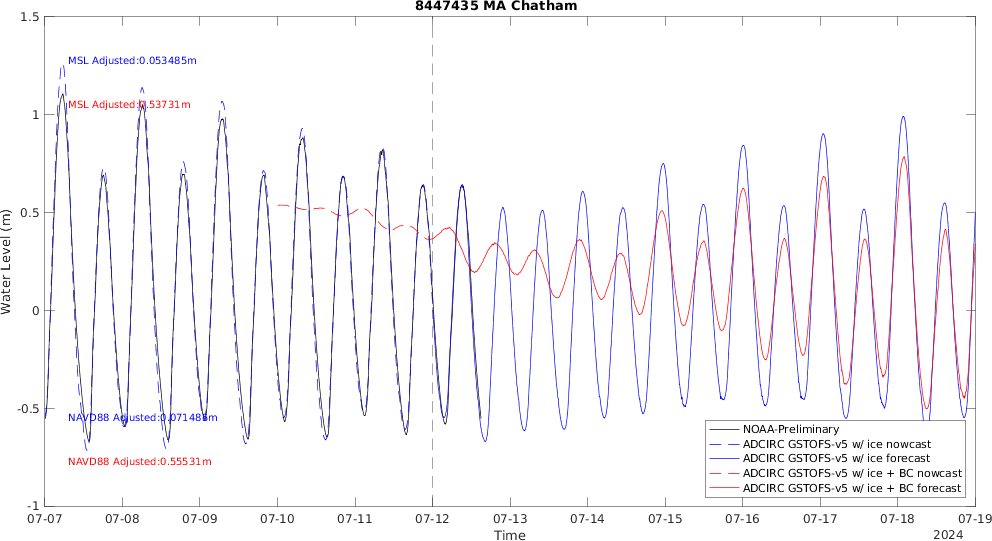 8447435 MA Chatham
1.5
1
0.5
0
-0.5
-1
Water Level (m)
MSL Adjusted:0.053485m
MSL Adjusted:0.53731m
NAVD88 Adjusted:0.071485m
NAVD88 Adjusted:0.55531m
NOAA-Preliminary
ADCIRC GSTOFS-v5 w/ ice nowcast
ADCIRC GSTOFS-v5 w/ ice forecast
ADCIRC GSTOFS-v5 w/ ice + BC nowcast
ADCIRC GSTOFS-v5 w/ ice + BC forecast
07-07 07-08 07-09 07-10 07-11 07-12 07-13 07-14 07-15 07-16 07-17 07-18 07-19
Time
2024